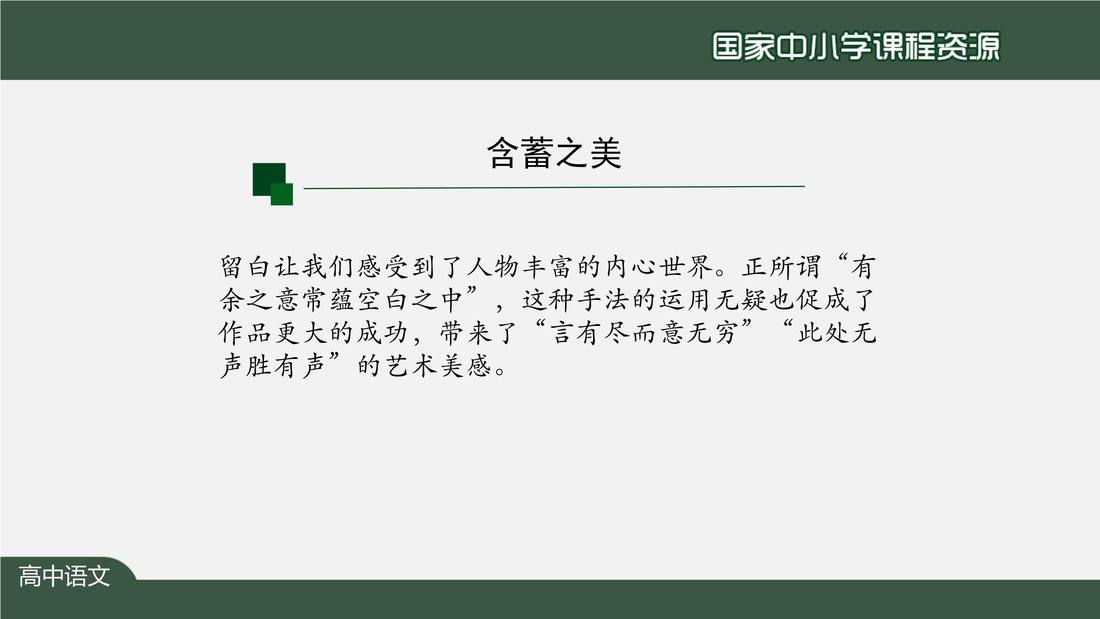 国家中小学课程资源
含蓄之美
留白让我们感受到了人物丰富的内心世界。正所谓“有
余之意常蕴空白之中”，这种手法的运用无疑也促成了
作品更大的成功，带来了“言有尽而意无穷”“此处无
声胜有声”的艺术美感。
高中语文